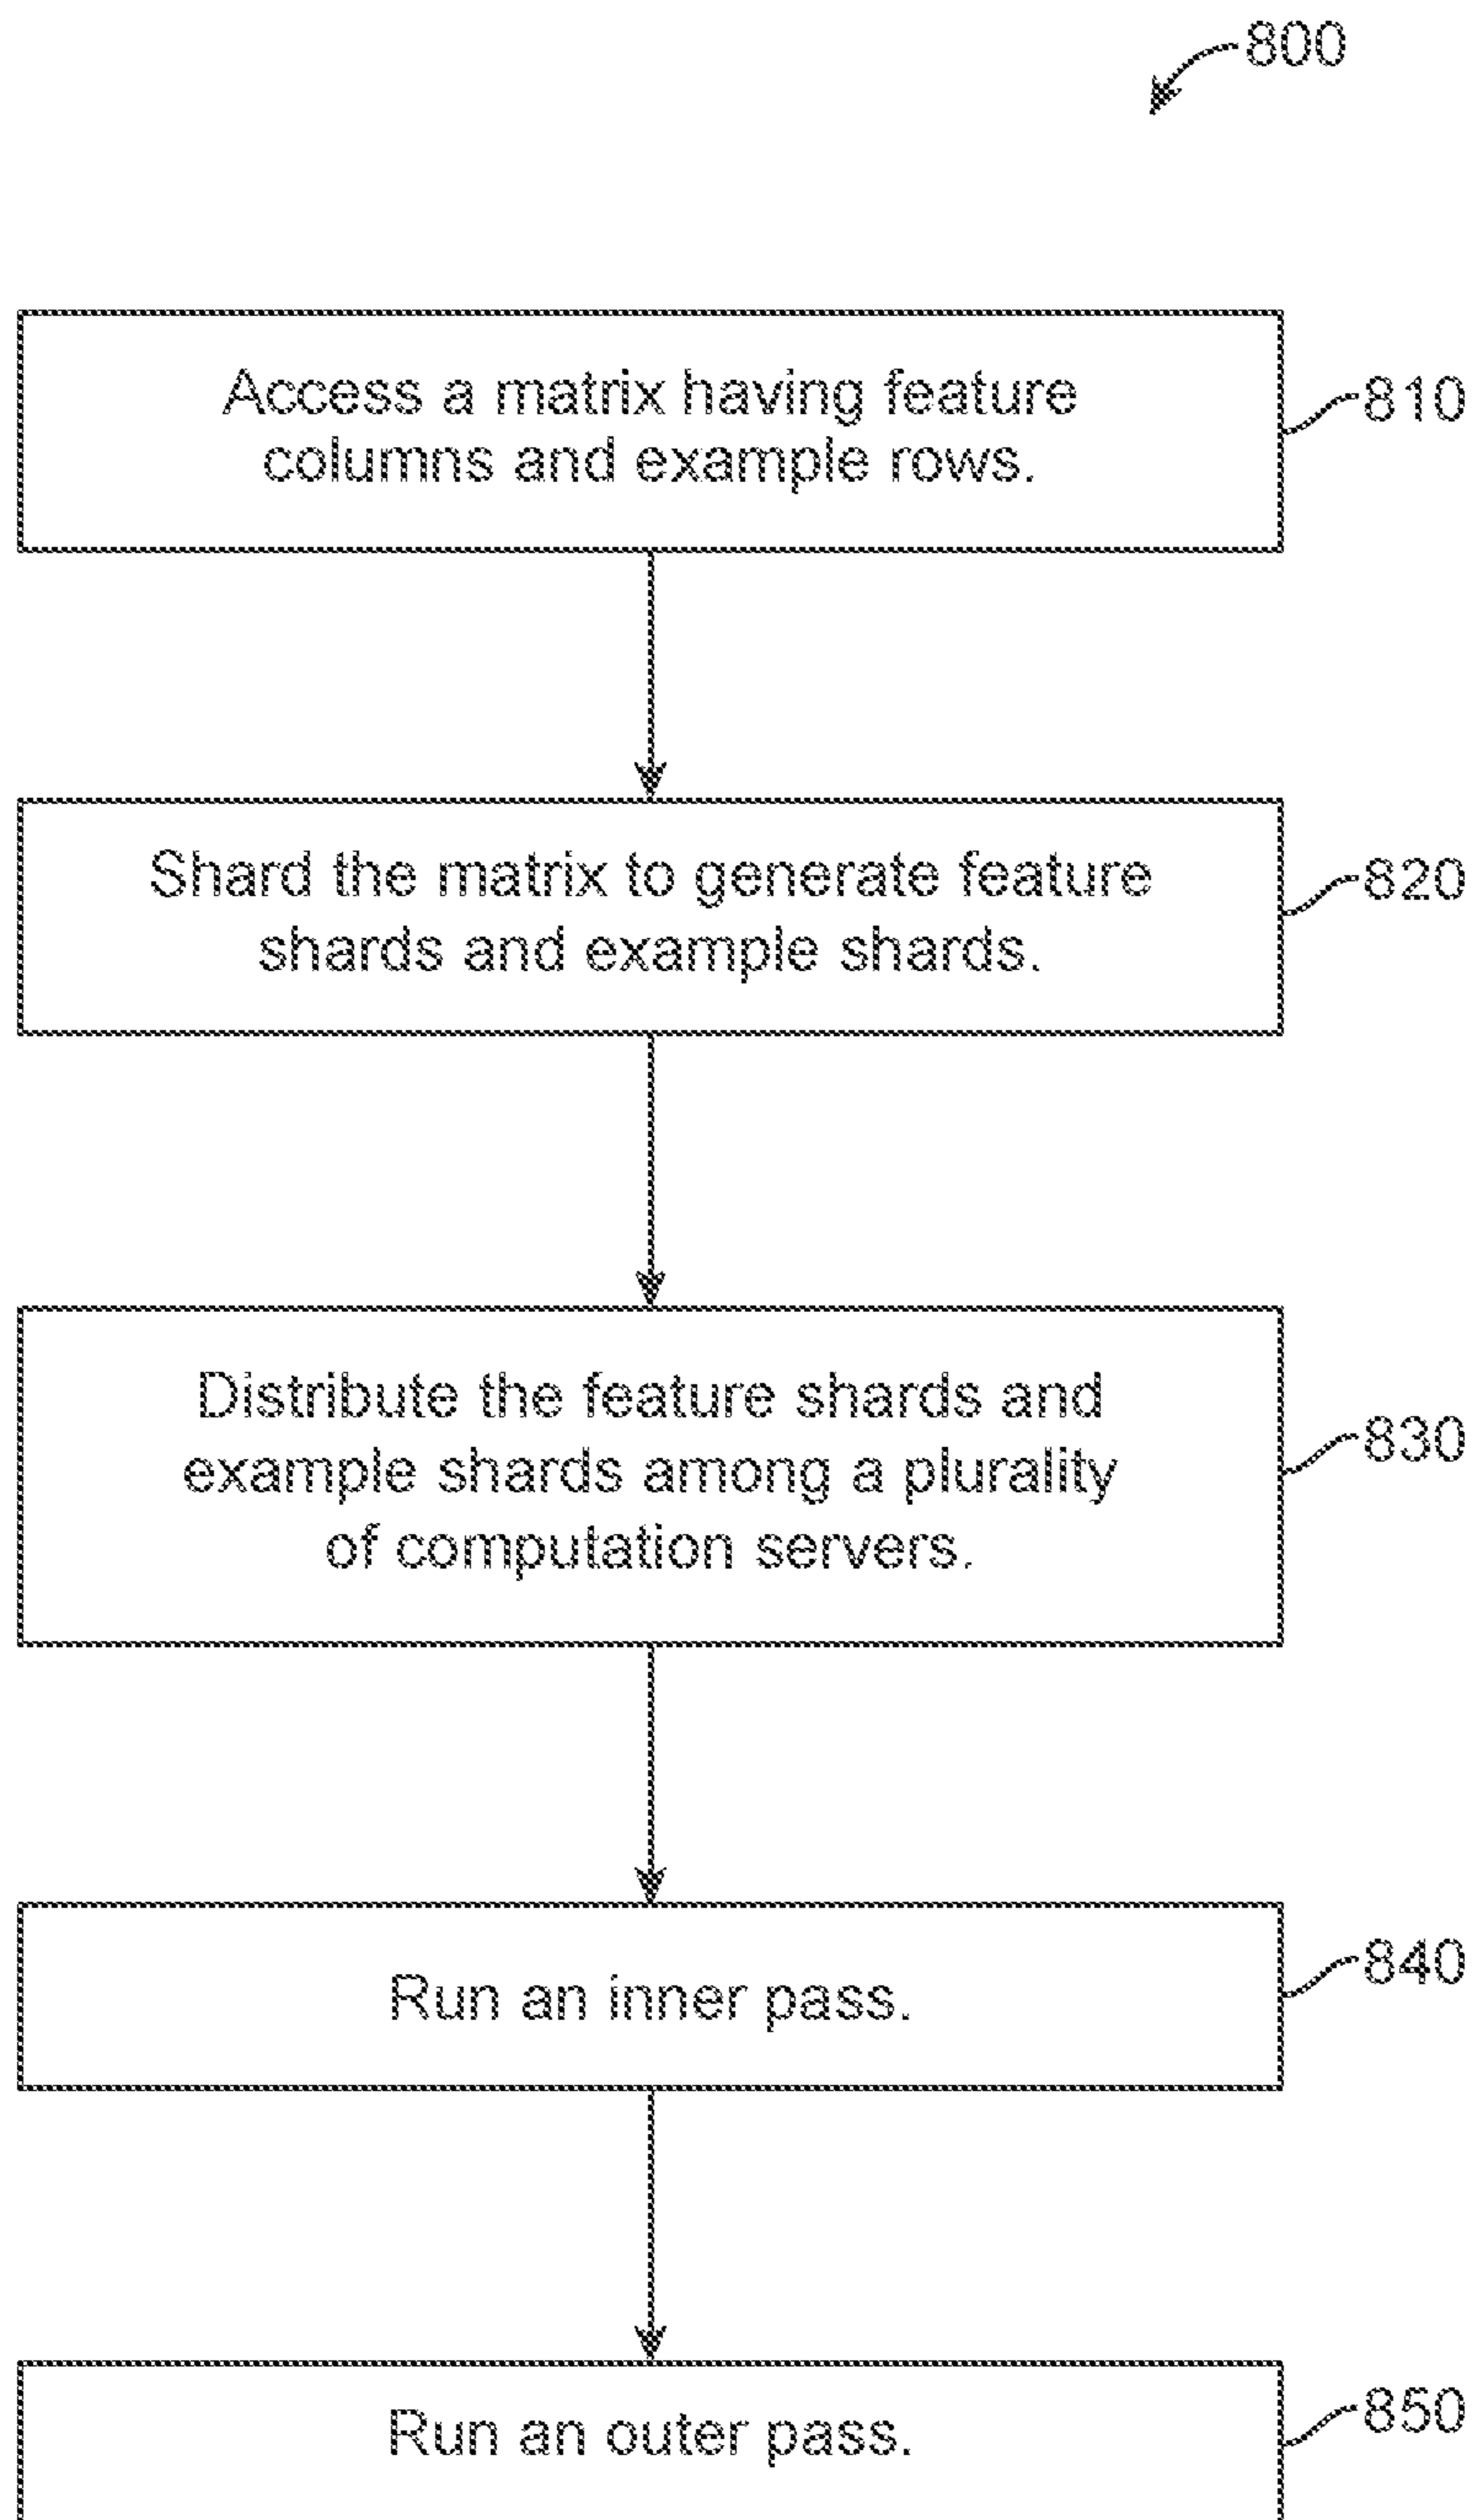 800
Access a matrix having feature
columns and example rows.
810
Shard the matrix to generate feature
shards and example shards.
820
Distribute the feature shards and
example shards among a plurality
of computation servers.
830
Run an inner pass.
840
Run an outer pass.
850